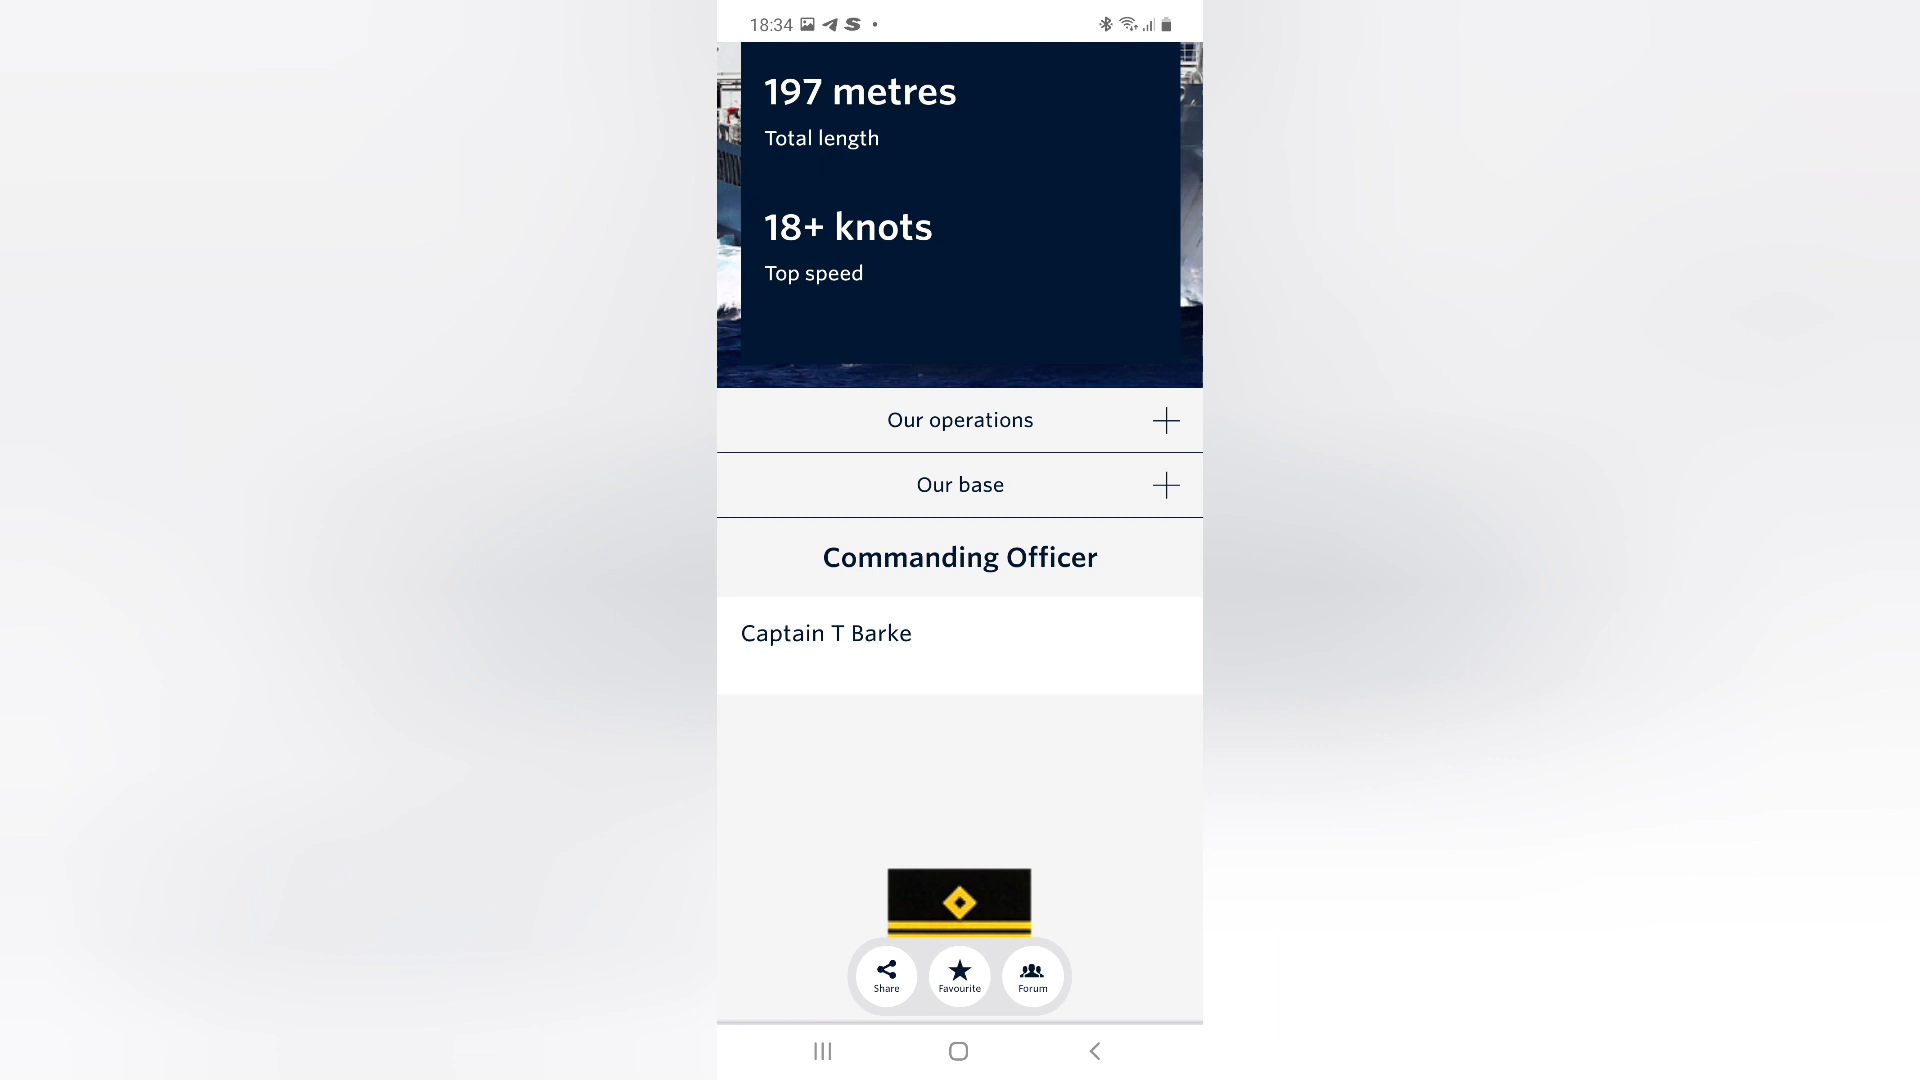 18:34
197 metres
Total length
18+ knots
Top speed
Our operations
Our base
Commanding Officer
Captain T Barke
Share
Favourite
Forum